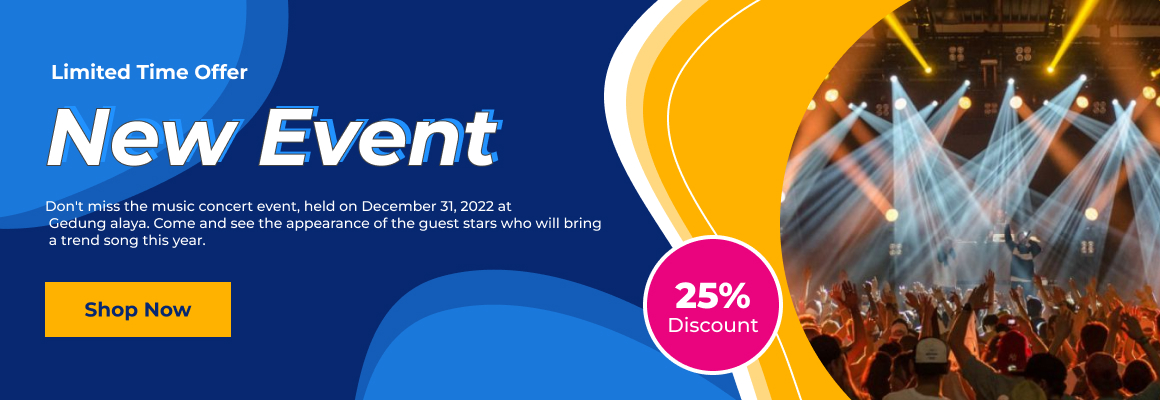 Limited Time Offer
New Event
Don't miss the music concert event, held on December 31, 2022 at
Gedung alaya. Come and see the appearance of the guest stars who will bring
a trend song this year.
Shop Now
25%
Discount